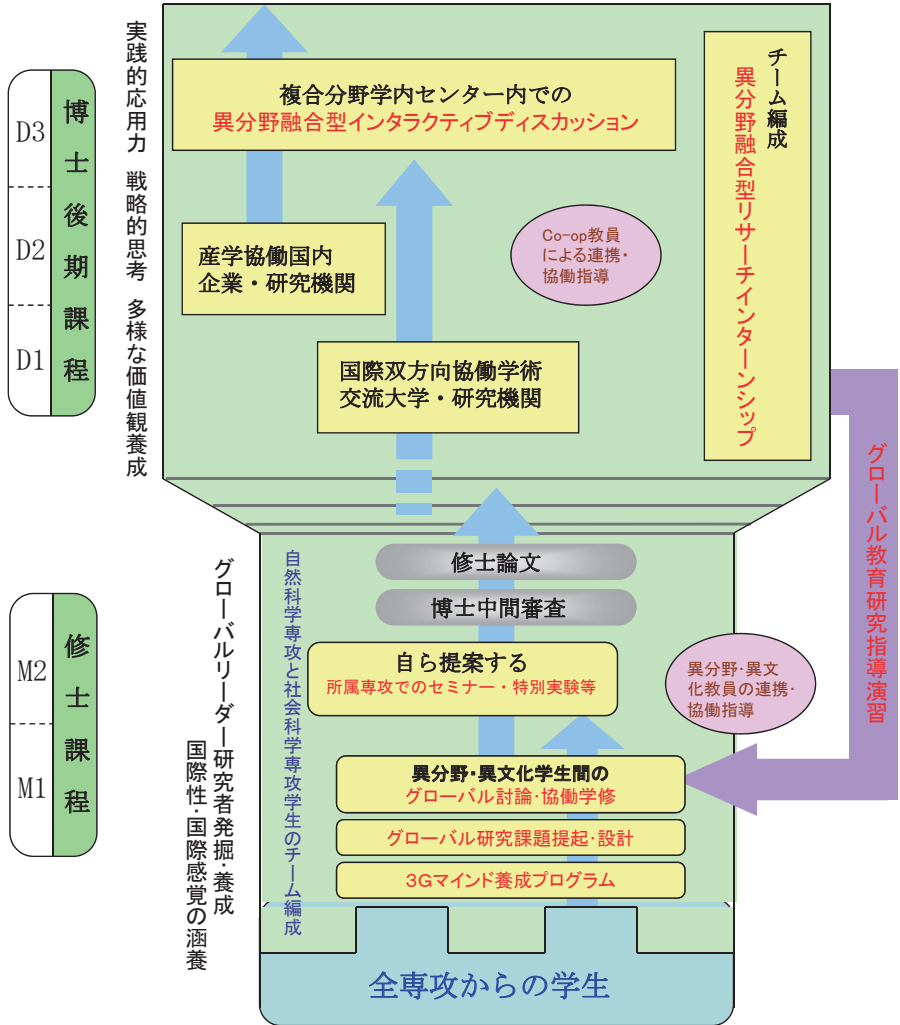 博士後期課程
D3
D2
D1
実践的応用力 戦略的思考 多様な価値観養成
複合分野学内センター内での
異分野融合型インタラクティブディスカッション
チーム編成
異分野融合型リサーチインターンシップ
産学協働国内
企業・研究機関
Co-op教員
による連携・
協働指導
国際双方向協働学術
交流大学・研究機関
グローバル教育研究指導演習
修士課程
M2
M1
グローバルリーダー研究者発掘・養成
国際性・国際感覚の涵養
自然科学専攻と社会科学専攻学生のチーム編成
修士論文
博士中間審査
自ら提案する
所属専攻でのセミナー・特別実験等
異分野・異文
化教員の連携・
協働指導
異分野・異文化学生間の
グローバル討論・協働学修
グローバル研究課題提起・設計
3Gマインド養成プログラム
全専攻からの学生